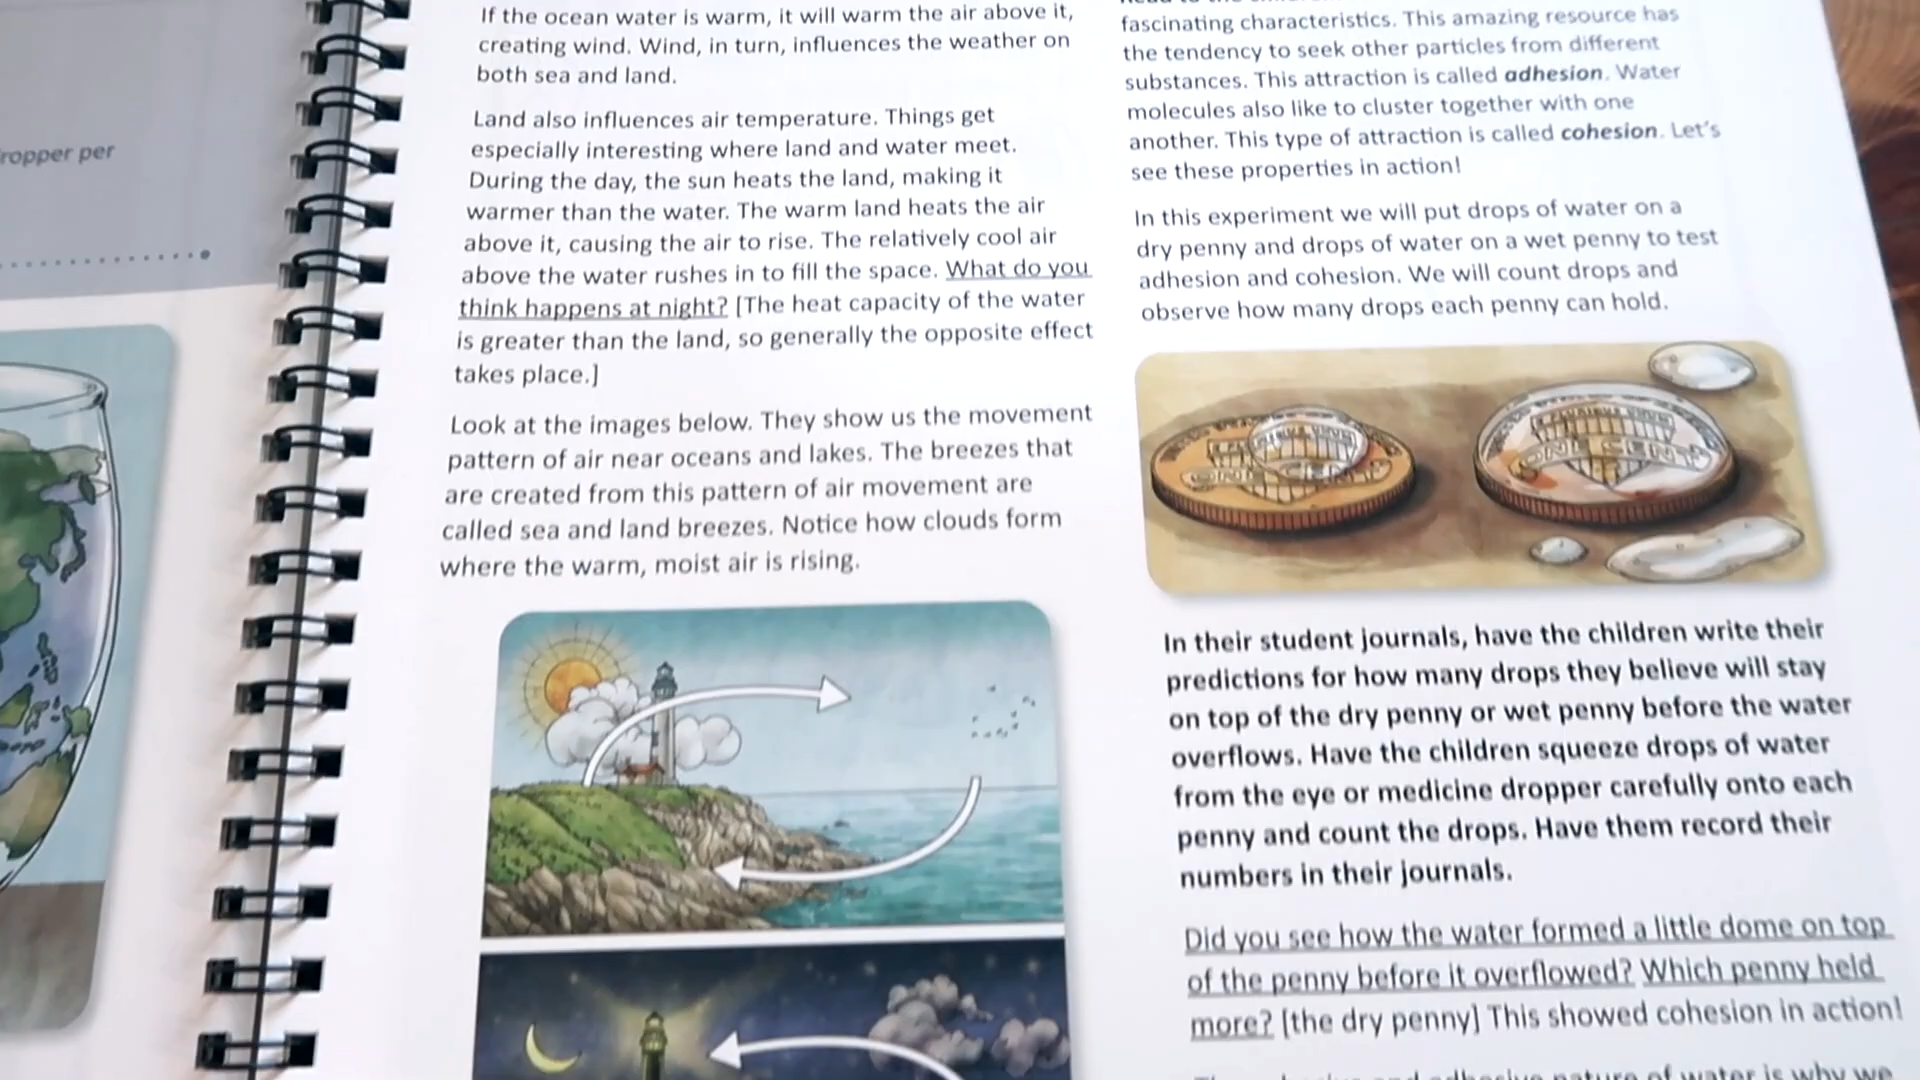 ropper per
If the ocean water is warm, it will warm the air above it,
creating wind. Wind, in turn, influences the weather on
both sea and land.
Land also influences air temperature. Things get
especially interesting where land and water meet.
During the day, the sun heats the land, making it
warmer than the water. The warm land heats the air
above it, causing the air to rise. The relatively cool air
above the water rushes in to fill the space. What do you
think happens at night? [The heat capacity of the water
is greater than the land, so generally the opposite effect
takes place.]
Look at the images below. They show us the movement
pattern of air near oceans and lakes. The breezes that
are created from this pattern of air movement are
called sea and land breezes. Notice how clouds form
where the warm, moist air is rising.
fascinating characteristics. This amazing resource has
the tendency to seek other particles from different
substances. This attraction is called adhesion. Water
molecules also like to cluster together with one
another. This type of attraction is called cohesion. Let's
see these properties in action!
In this experiment we will put drops of water on a
dry penny and drops of water on a wet penny to test
adhesion and cohesion. We will count drops and
observe how many drops each penny can hold.
ONE CENT
E PLURIBUS UNUM
ONE CENT
In their student journals, have the children write their
predictions for how many drops they believe will stay
on top of the dry penny or wet penny before the water
overflows. Have the children squeeze drops of water
from the eye or medicine dropper carefully onto each
penny and count the drops. Have them record their
numbers in their journals.
Did you see how the water formed a little dome on top
of the penny before it overflowed? Which penny held
more? [the dry penny] This showed cohesion in action!
nature of water is why we